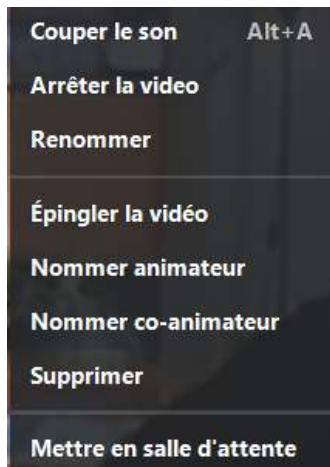 Couper le son Alt+A
Arrêter la video
Renommer
Épingler la vidéo
Nommer animateur
Nommer co-animateur
Supprimer
Mettre en salle d'attente